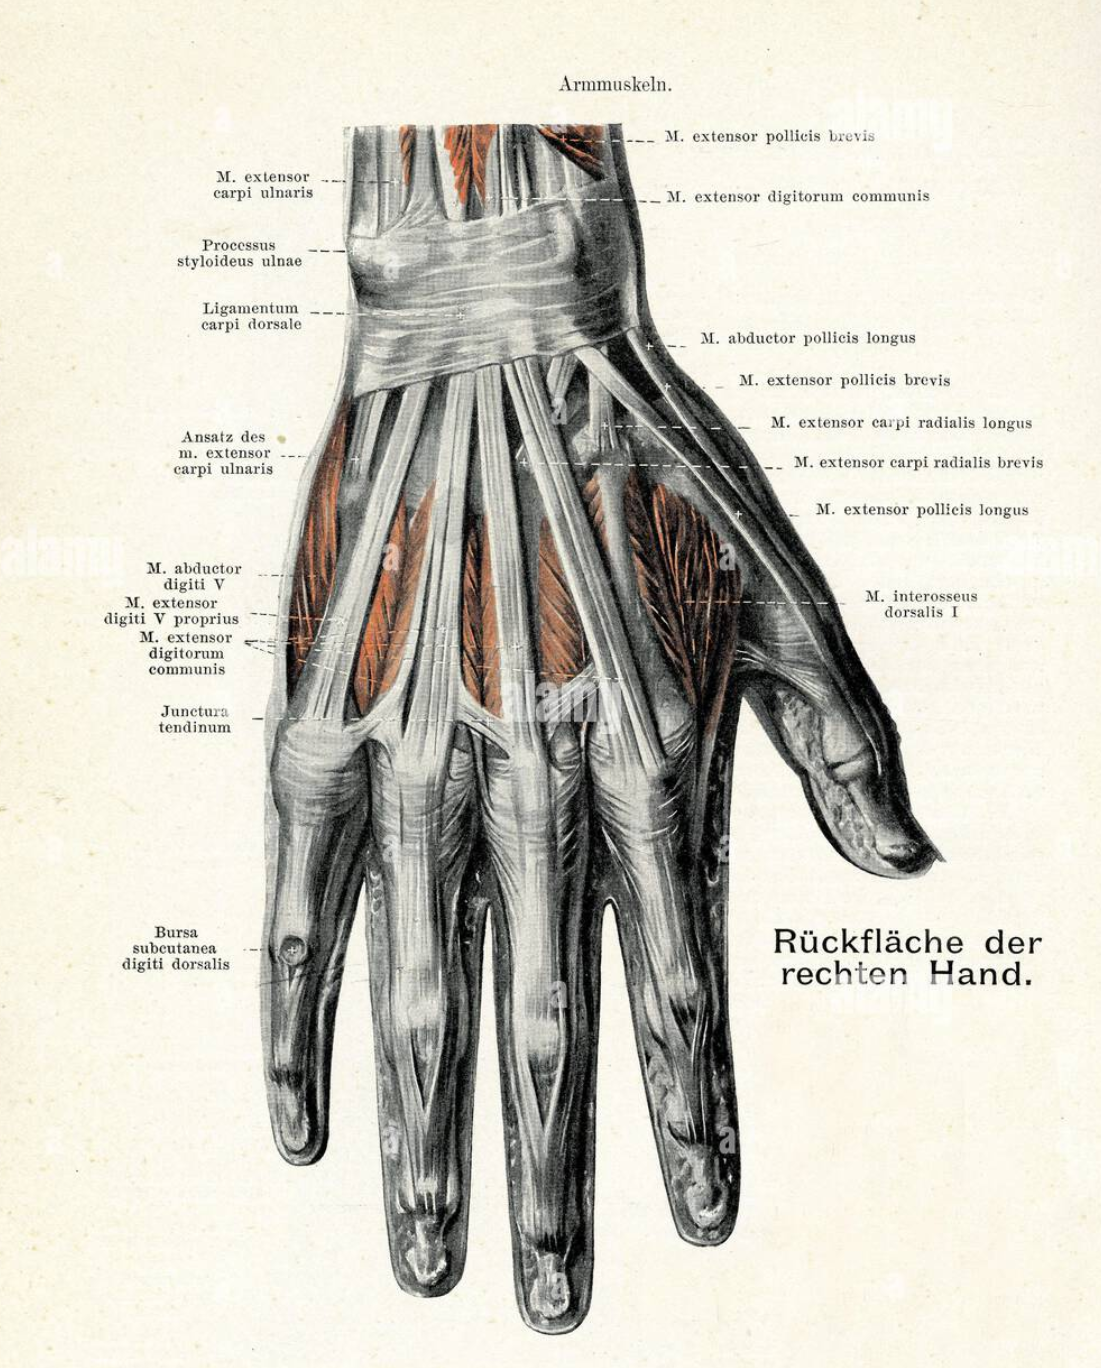 Armmuskeln.
M. extensor pollicis brevis
M. extensor
carpi ulnaris
M. extensor digitorum communis
Processus
styloideus ulnae
Ligamentum
carpi dorsale
M. abductor pollicis longus
M. extensor pollicis brevis
M. extensor carpi radialis longus
Ansatz des
m. extensor
carpi ulnaris
M. extensor carpi radialis brevis
M. extensor pollicis longus
M. abductor
digiti V
M. extensor
digiti V proprius
M. extensor
digitorum
communis
M. interosseus
dorsalis I
Junctura
tendinum
Bursa
subcutanea
digiti dorsalis
Rückfläche der
rechten Hand.
alamy
alamy
alamy
a
a
a
a
a
a
a
a
a